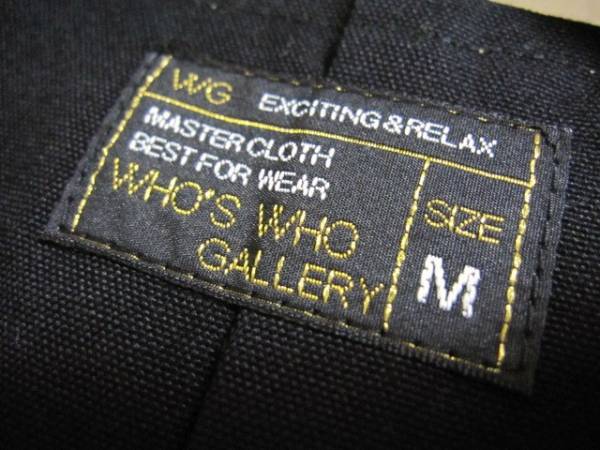 WG EXCITING&RELAX
MASTER CLOTH
BEST FOR WEAR
WHO'S WHO
GALLERY
SIZE
M